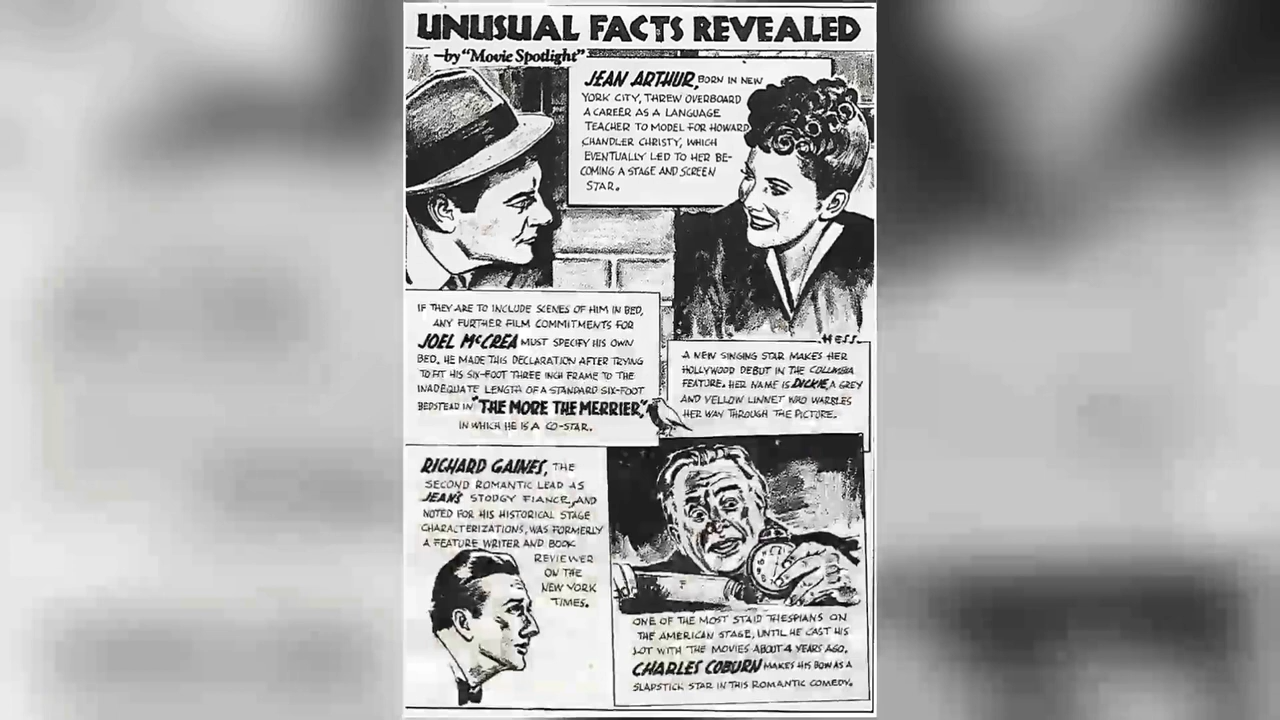 UNUSUAL FACTS REVEALED
—by "Movie Spotlight"
JEAN ARTHUR, BORN IN NEW
YORK CITY, THREW OVERBOARD
A CAREER AS A LANGUAGE
TEACHER TO MODEL FOR HOWARD
CHANDLER CHRISTY, WHICH
EVENTUALLY LED TO HER BE-
COMING A STAGE AND SCREEN
STAR.
IF THEY ARE TO INCLUDE SCENES OF HIM IN BED,
ANY FURTHER FILM COMMITMENTS FOR
JOEL McCREA MUST SPECIFY HIS OWN
BED. HE MADE THIS DECLARATION AFTER TRYING
TO FIT HIS SIX-FOOT THREE INCH FRAME TO THE
INADEQUATE LENGTH OF A STANDARD SIX-FOOT
BEDSTEAD IN "THE MORE THE MERRIER,"
IN WHICH HE IS A CO-STAR.
HESS.
A NEW SINGING STAR MAKES HER
HOLLYWOOD DEBUT IN THE COLUMBIA
FEATURE. HER NAME IS DICKIE, A GREY
AND YELLOW LINNET WHO WARBLES
HER WAY THROUGH THE PICTURE.
RICHARD GAINES, THE
SECOND ROMANTIC LEAD AS
JEAN'S STODGY FIANCE, AND
NOTED FOR HIS HISTORICAL STAGE
CHARACTERIZATIONS, WAS FORMERLY
A FEATURE WRITER AND BOOK
REVIEWER
ON THE
NEW YORK
TIMES.
ONE OF THE MOST STAID THESPIANS ON
THE AMERICAN STAGE, UNTIL HE CAST HIS
LOT WITH THE MOVIES ABOUT 4 YEARS AGO,
CHARLES COBURN MAKES HIS BOW AS A
SLAPSTICK STAR IN THIS ROMANTIC COMEDY.